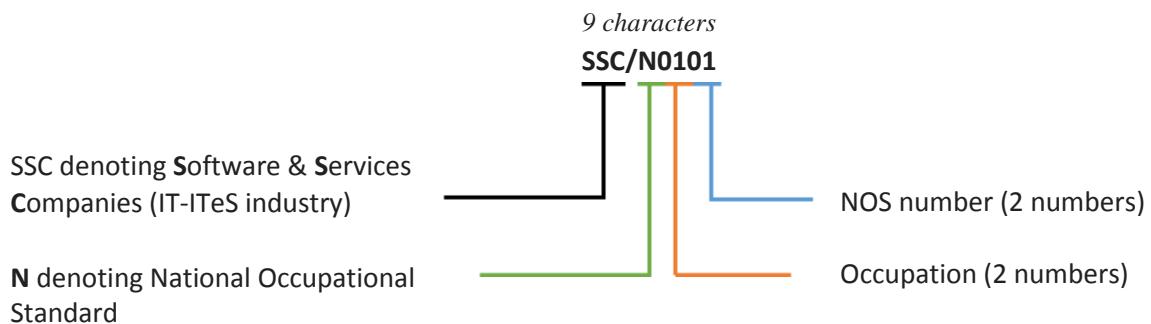 9 characters
SSC/N0101
SSC denoting Software & Services
Companies (IT-ITeS industry)
NOS number (2 numbers)
N denoting National Occupational
Standard
Occupation (2 numbers)